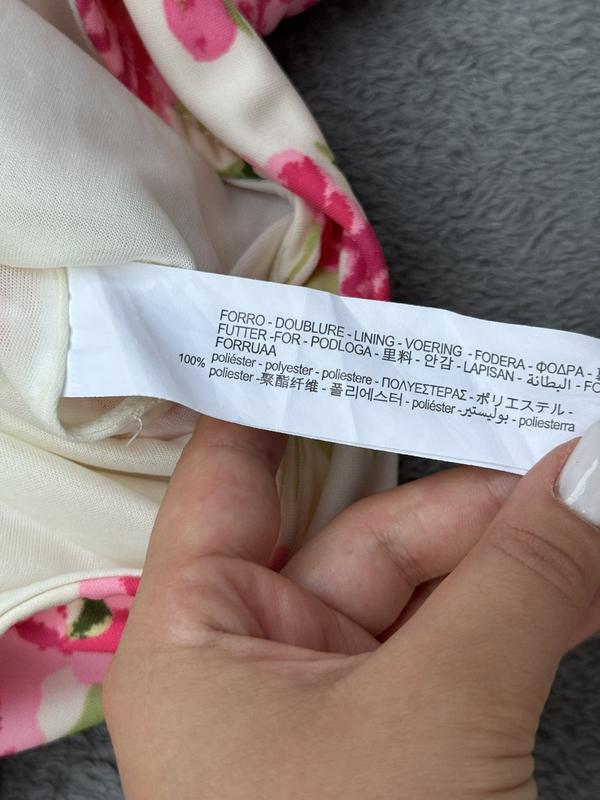 FORRO - DOUBLURE - LINING - VOERING - FODERA - ΦΟΔΡΑ -
FUTTER -FOR - PODLOGA - 里料 - 안감 - LAPISAN - البطانة - FO
FORRUAA
100% poliéster - polyester - poliestere - ΠΟΛΥΕΣΤΕΡΑΣ - ポリエステル -
poliester -聚酯纤维 - 폴리에스터 - poliéster -بوليستير - poliesterra